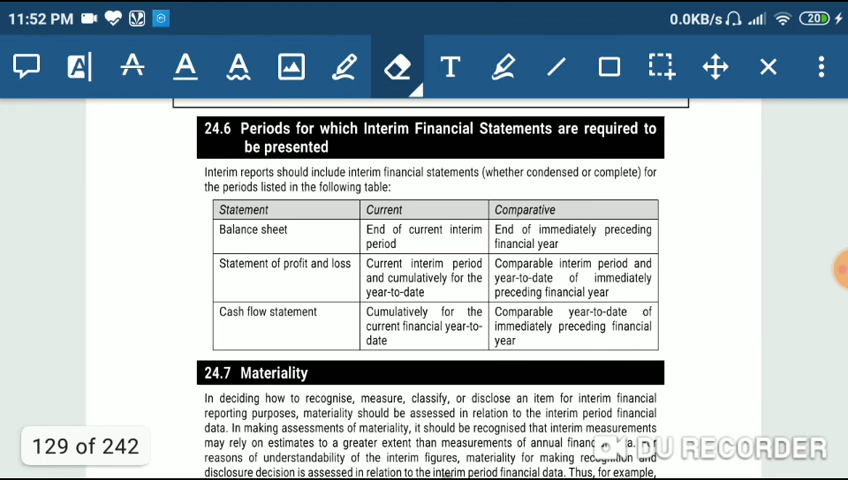 11:52 PM
0.0KB/s
20
T
24.6 Periods for which Interim Financial Statements are required to
be presented
Interim reports should include interim financial statements (whether condensed or complete) for
the periods listed in the following table:
Statement Current Comparative
Balance sheet End of current interim period End of immediately preceding financial year
Statement of profit and loss Current interim period and cumulatively for the year-to-date Comparable interim period and year-to-date of immediately preceding financial year
Cash flow statement Cumulatively for the current financial year-to-date Comparable year-to-date of immediately preceding financial year
24.7 Materiality
In deciding how to recognise, measure, classify, or disclose an item for interim financial
reporting purposes, materiality should be assessed in relation to the interim period financial
data. In making assessments of materiality, it should be recognised that interim measurements
may rely on estimates to a greater extent than measurements of annual
reasons of understandability of the interim figures, materiality for making and
disclosure decision is assessed in relation to the interim period financial data. Thus, for example,
129 of 242
DU RECORDER